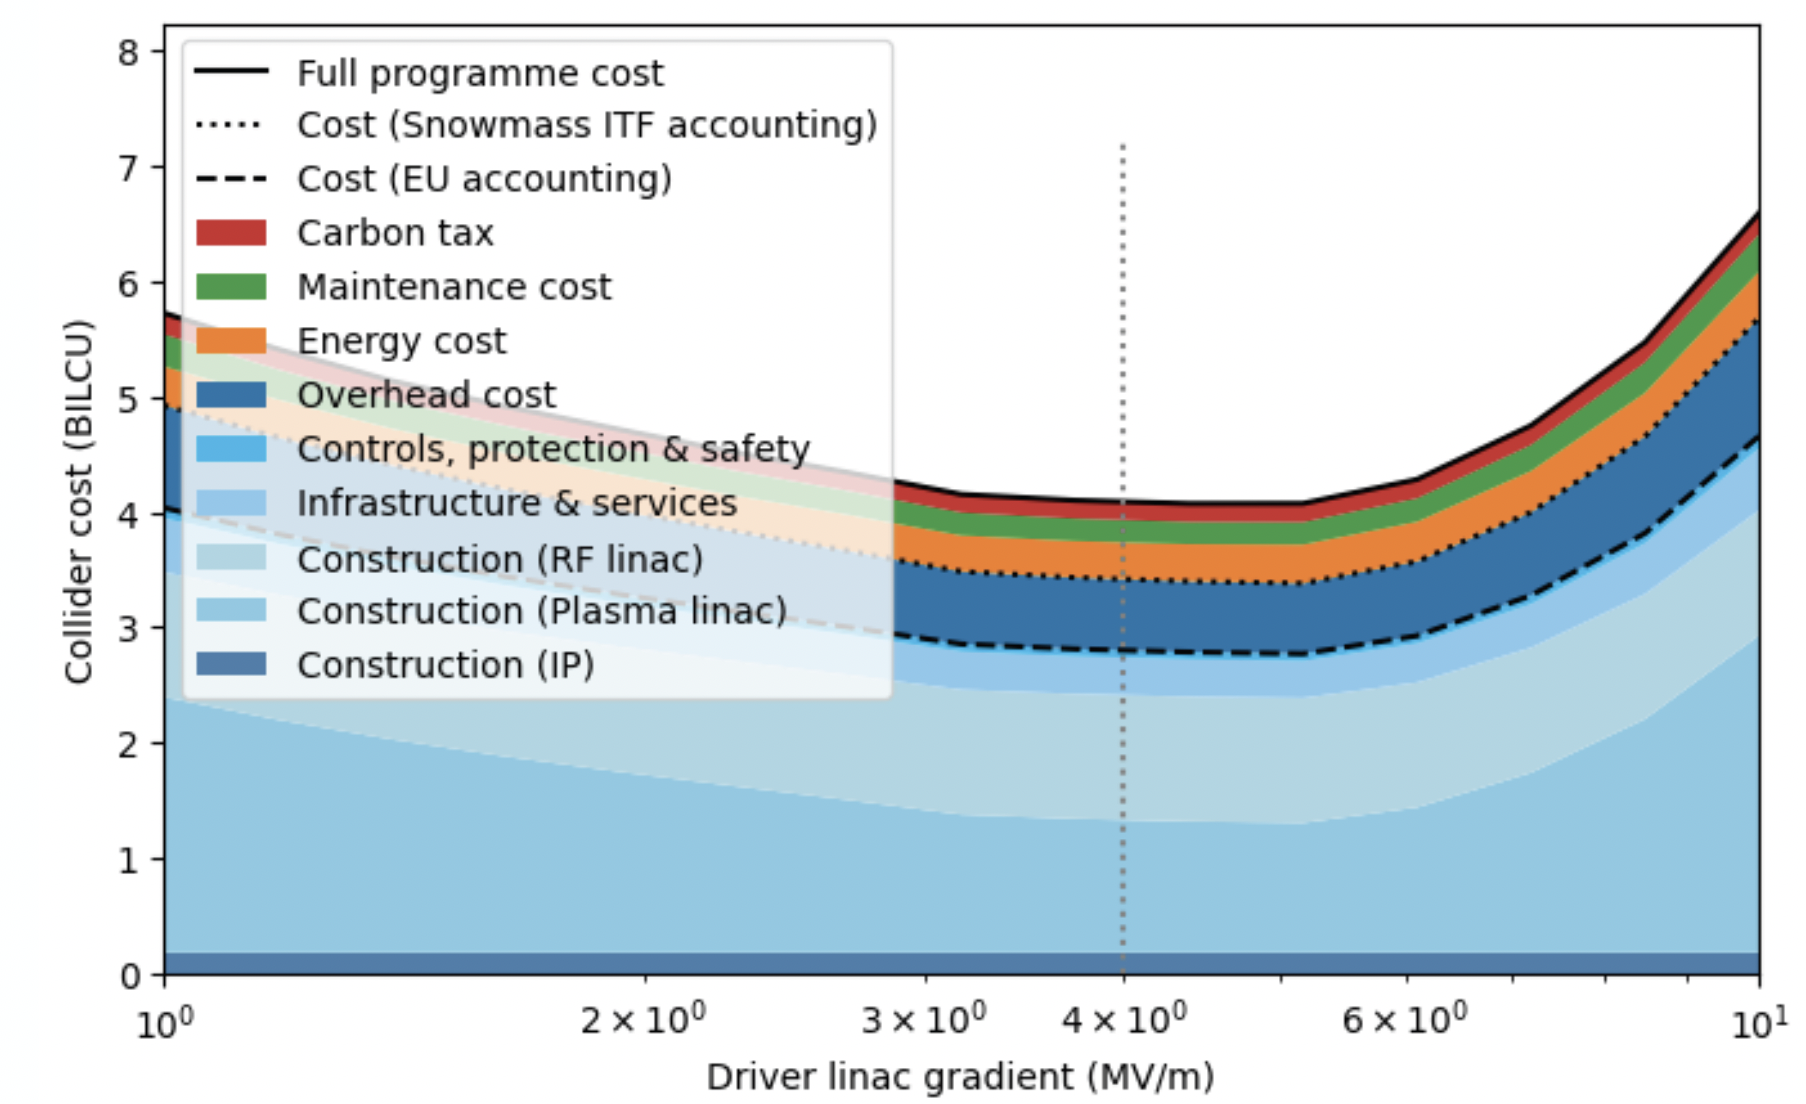 8
7
6
5
4
3
2
1
0
Collider cost (BILCU)
Full programme cost
Cost (Snowmass ITF accounting)
Cost (EU accounting)
Carbon tax
Maintenance cost
Energy cost
Overhead cost
Controls, protection & safety
Infrastructure & services
Construction (RF linac)
Construction (Plasma linac)
Construction (IP)
10⁰ 2 × 10⁰ 3 × 10⁰ 4 × 10⁰ 6 × 10⁰ 10¹
Driver linac gradient (MV/m)